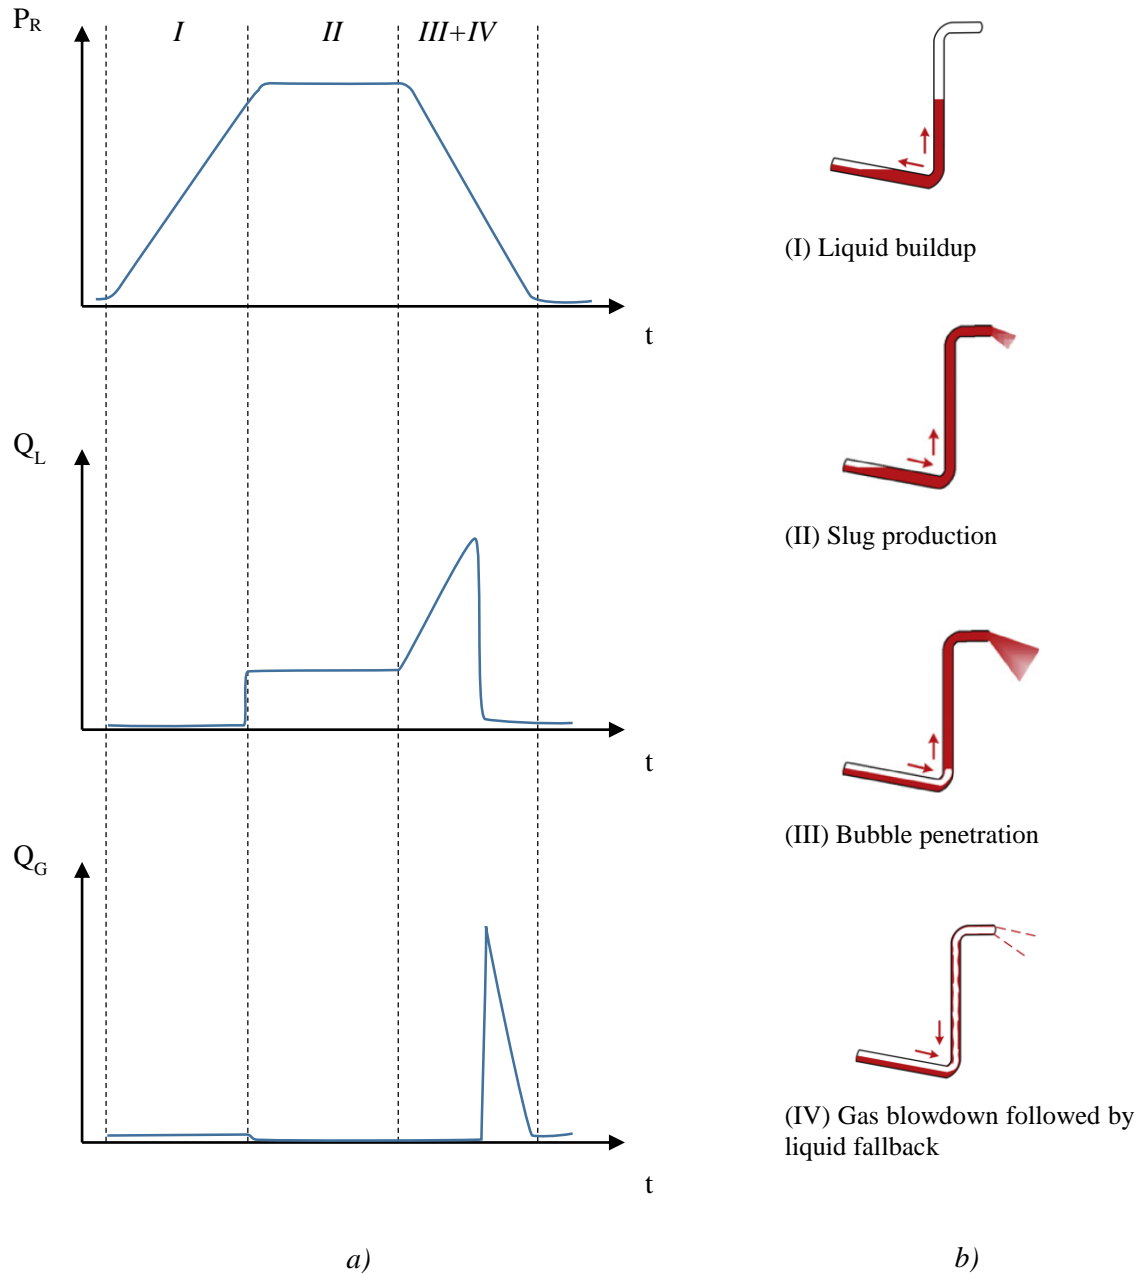 P_R
I
II
III+IV
t
Q_L
t
Q_G
t
a)
(I) Liquid buildup
(II) Slug production
(III) Bubble penetration
(IV) Gas blowdown followed by
liquid fallback
b)